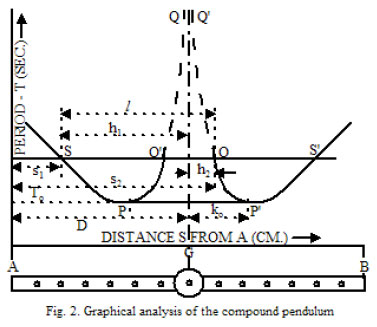 Q Q'
PERIOD - T (SEC.)
l
h₁
S O' O S'
s₁ h₂
s₂
T₀
P k₀ P'
D
DISTANCE S FROM A (CM.)
A G B
Fig. 2. Graphical analysis of the compound pendulum